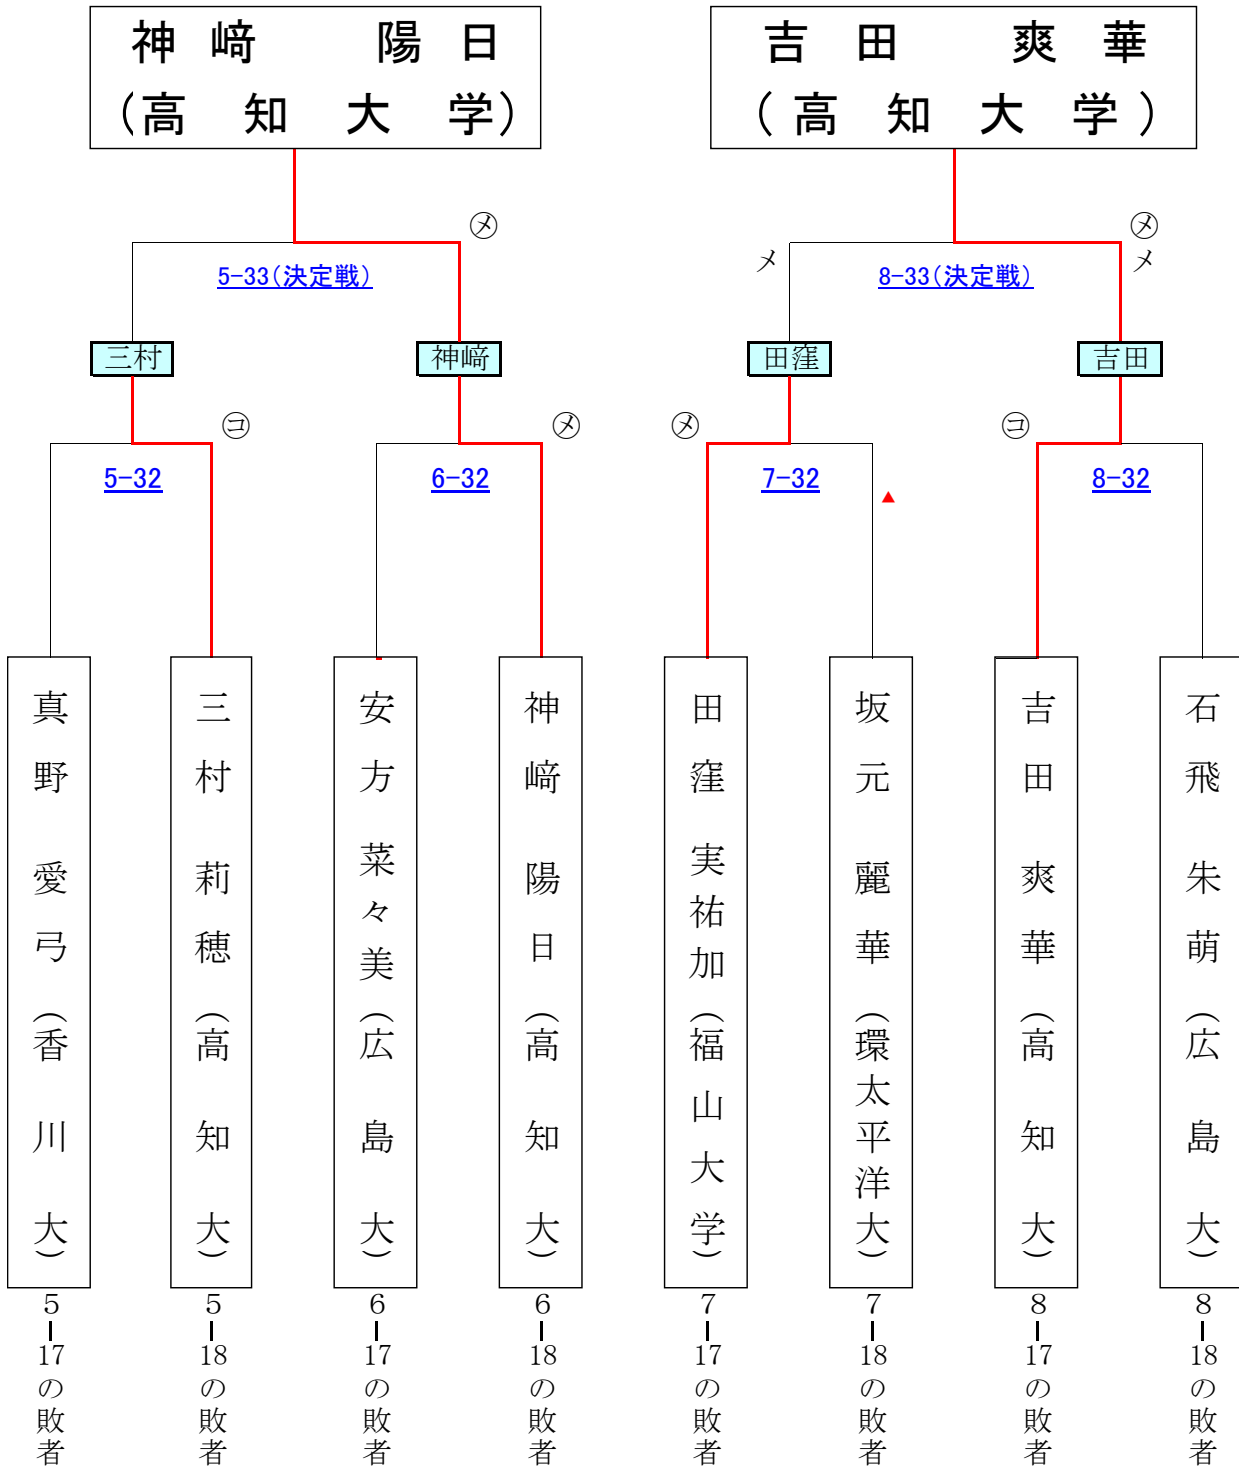 神﨑 陽日
(高知大学)
吉田 爽華
(高知大学)
㋱
㋱
メ
5-33(決定戦)
メ
8-33(決定戦)
三村
神﨑
田窪
吉田
㋙
㋱
㋱
㋙
5-32
6-32
7-32
▲
8-32
真野 愛弓(香川大)
三村 莉穂(高知大)
安方 菜々美(広島大)
神﨑 陽日(高知大)
田窪 実祐加(福山大学)
坂元 麗華(環太平洋大)
吉田 爽華(高知大)
石飛 朱萌(広島大)
5-17の敗者
5-18の敗者
6-17の敗者
6-18の敗者
7-17の敗者
7-18の敗者
8-17の敗者
8-18の敗者